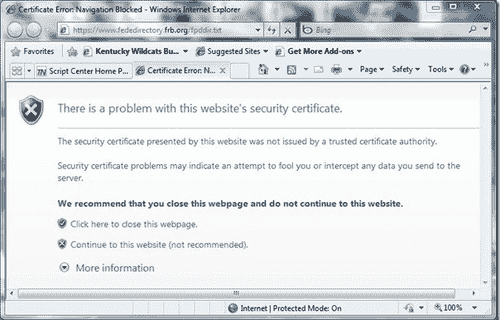 Certificate Error: Navigation Blocked - Windows Internet Explorer
https://www.fededirectory.frb.org/fpddir.txt
Bing
Favorites Kentucky Wildcats Bu... Suggested Sites Get More Add-ons
Script Center Home P... Certificate Error: N... Page Safety Tools
There is a problem with this website's security certificate.
The security certificate presented by this website was not issued by a trusted certificate authority.
Security certificate problems may indicate an attempt to fool you or intercept any data you send to the
server.
We recommend that you close this webpage and do not continue to this website.
Click here to close this webpage.
Continue to this website (not recommended).
More information
Internet | Protected Mode: On 100%